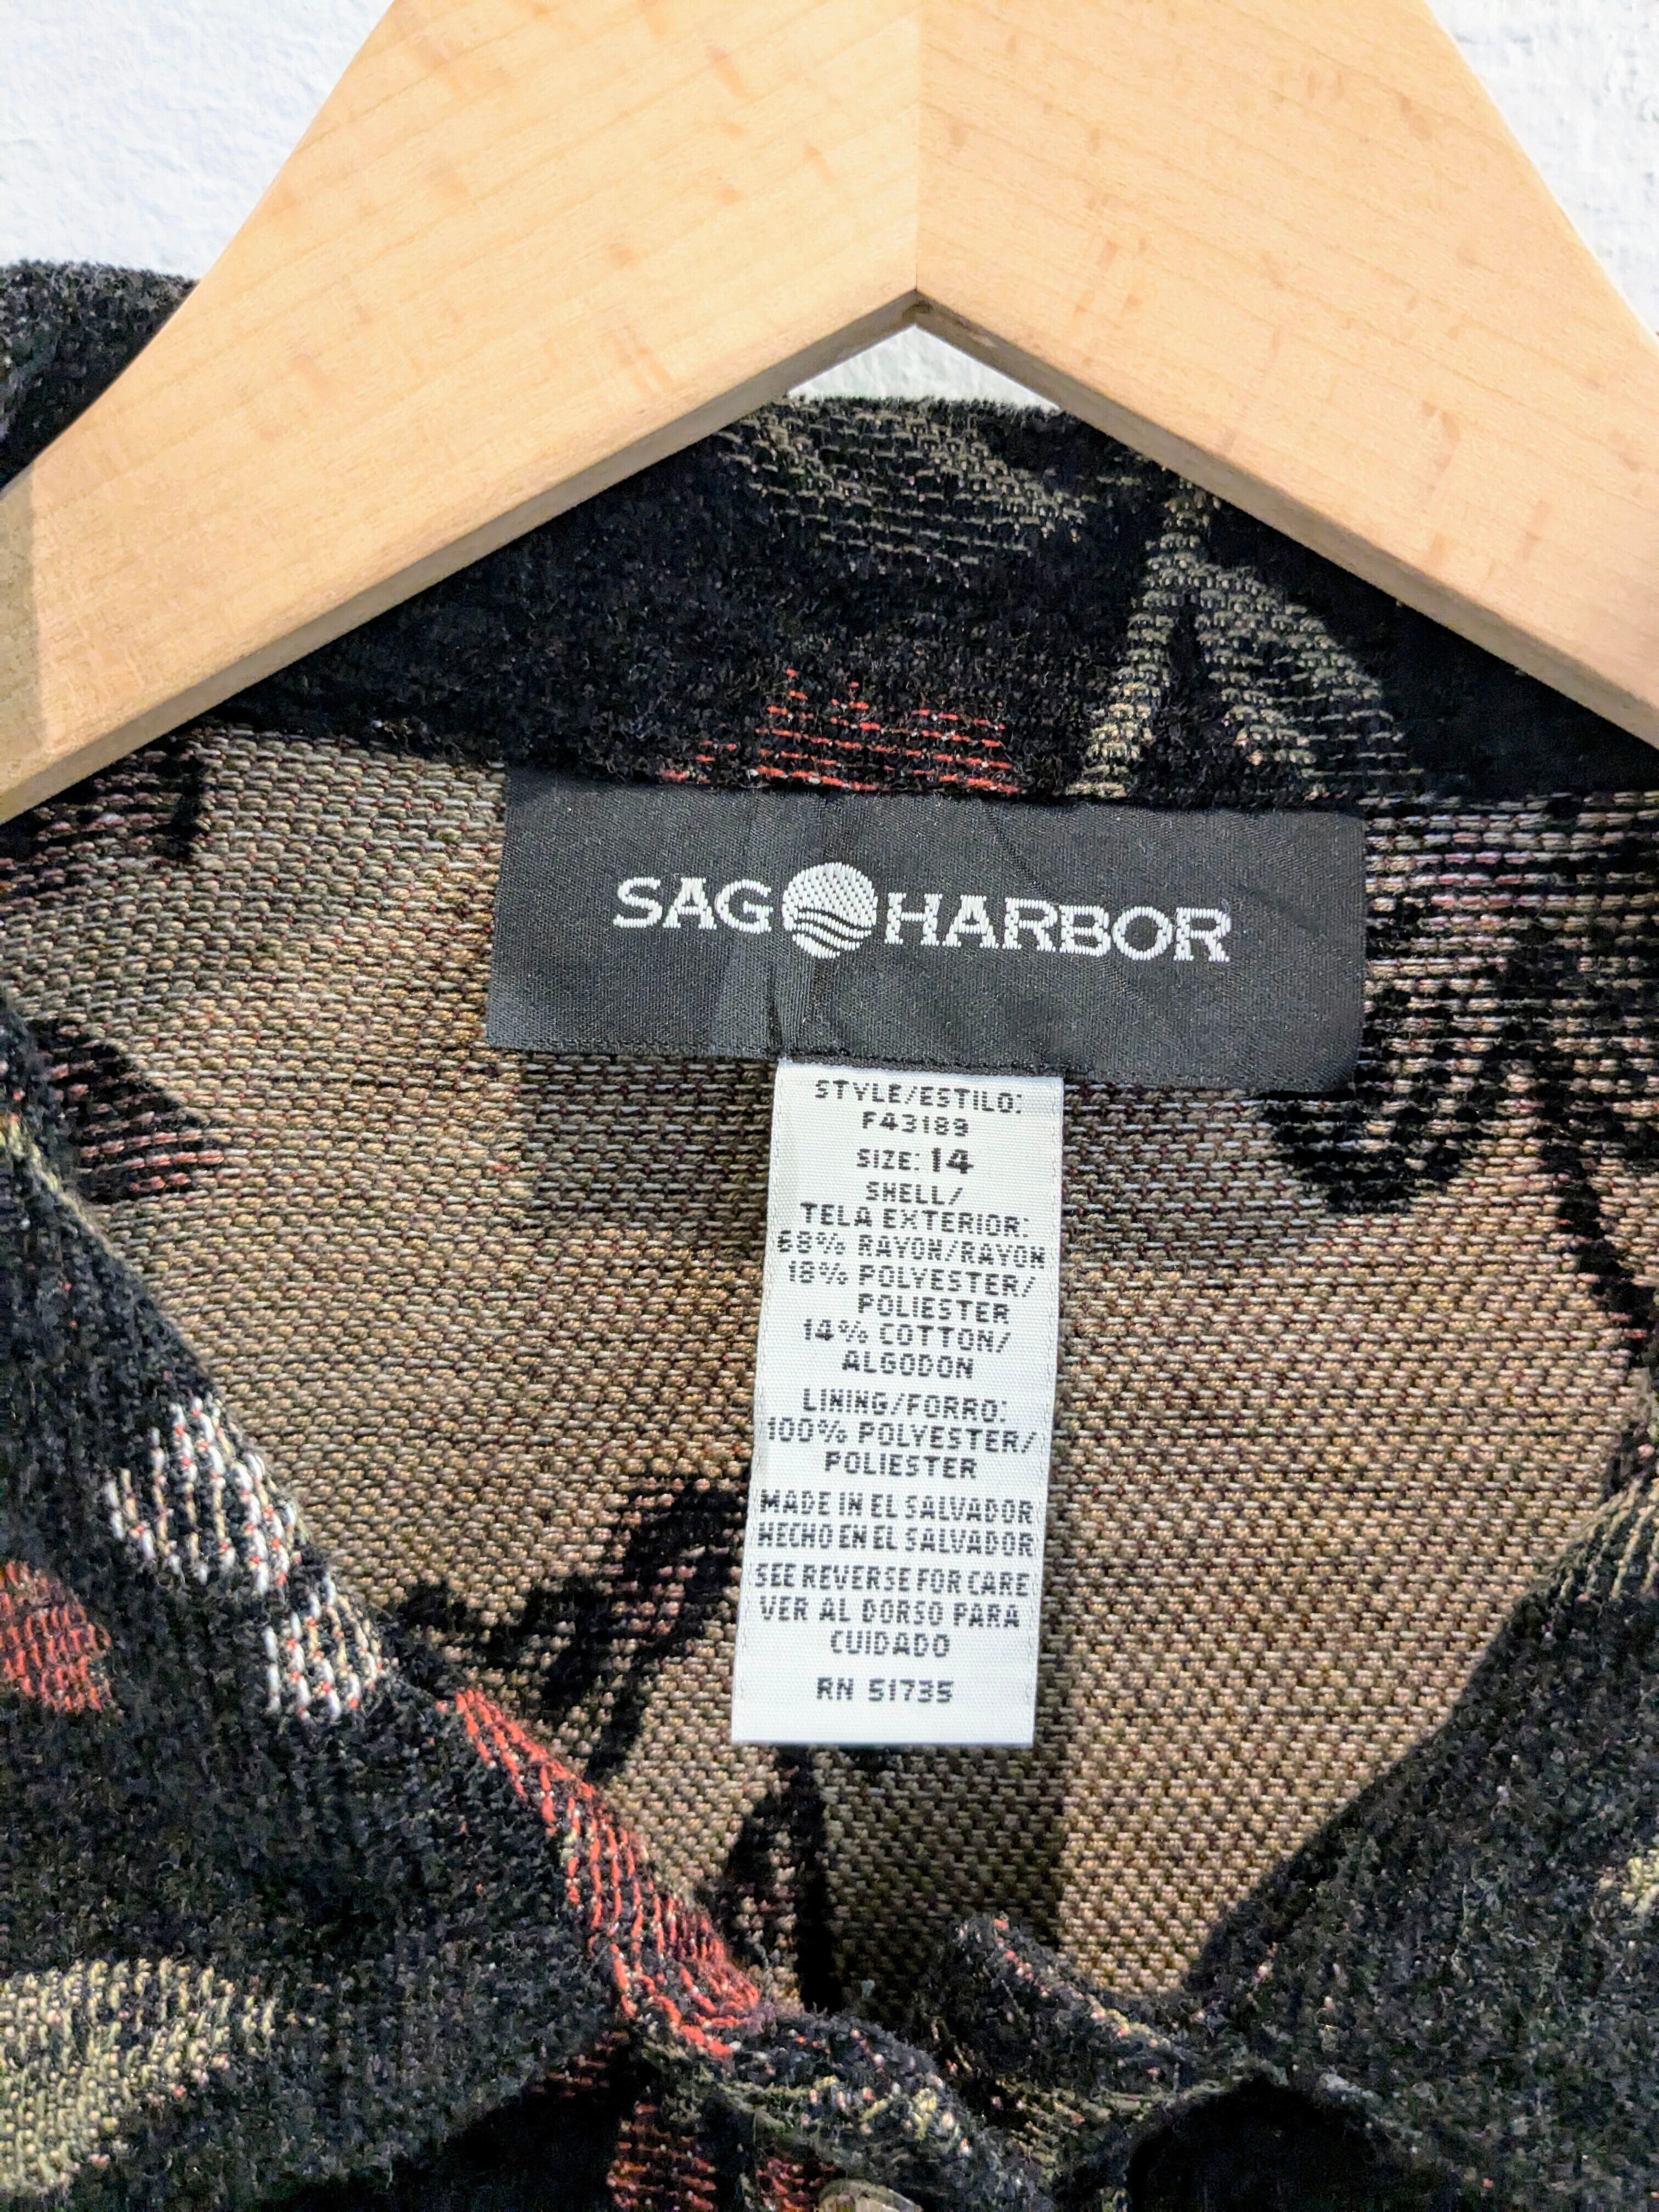 SAG HARBOR
STYLE/ESTILO:
F43189
SIZE: 14
SHELL/
TELA EXTERIOR:
68% RAYON/RAYON
18% POLYESTER/
POLIESTER
14% COTTON/
ALGODON
LINING/FORRO:
100% POLYESTER/
POLIESTER
MADE IN EL SALVADOR
HECHO EN EL SALVADOR
SEE REVERSE FOR CARE
VER AL DORSO PARA
CUIDADO
RN 51735